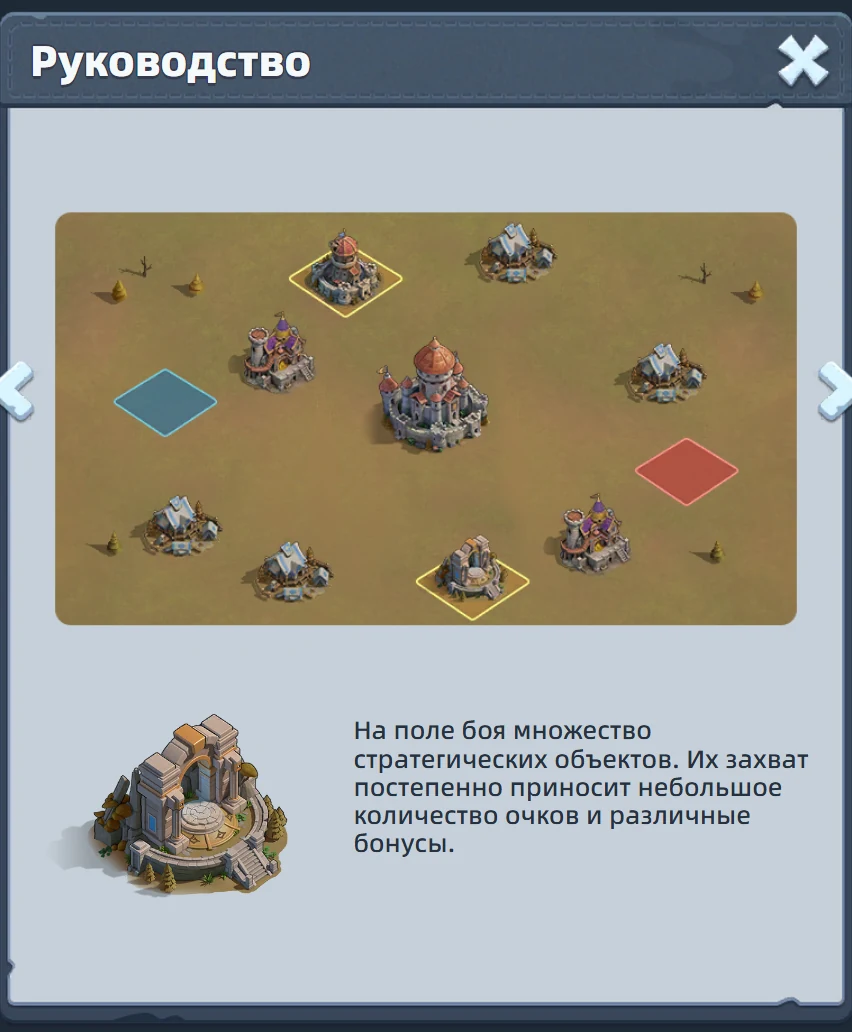 Руководство
На поле боя множество
стратегических объектов. Их захват
постепенно приносит небольшое
количество очков и различные
бонусы.